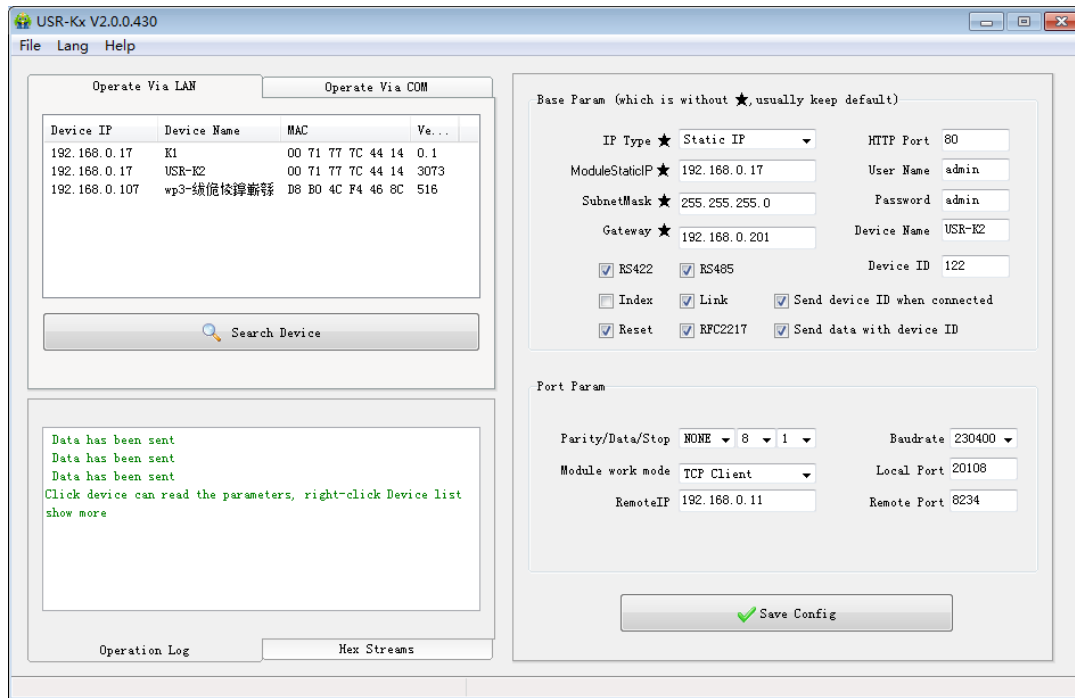 USR-Kx V2.0.0.430
File Lang Help
Operate Via LAN Operate Via COM
Device IP Device Name MAC Ve...
192.168.0.17 K1 00 71 77 7C 44 14 0.1
192.168.0.17 USR-K2 00 71 77 7C 44 14 3073
192.168.0.107 D8 B0 4C F4 46 8C 516
Search Device
Data has been sent
Data has been sent
Data has been sent
Click device can read the parameters, right-click Device list
show more
Operation Log Hex Streams
Base Param (which is without ★,usually keep default)
IP Type ★ Static IP HTTP Port 80
ModuleStaticIP ★ 192.168.0.17 User Name admin
SubnetMask ★ 255.255.255.0 Password admin
Gateway ★ 192.168.0.201 Device Name USR-K2
RS422 RS485 Device ID 122
Index Link Send device ID when connected
Reset RFC2217 Send data with device ID
Port Param
Parity/Data/Stop NONE 8 1 Baudrate 230400
Module work mode TCP Client Local Port 20108
RemoteIP 192.168.0.11 Remote Port 8234
Save Config